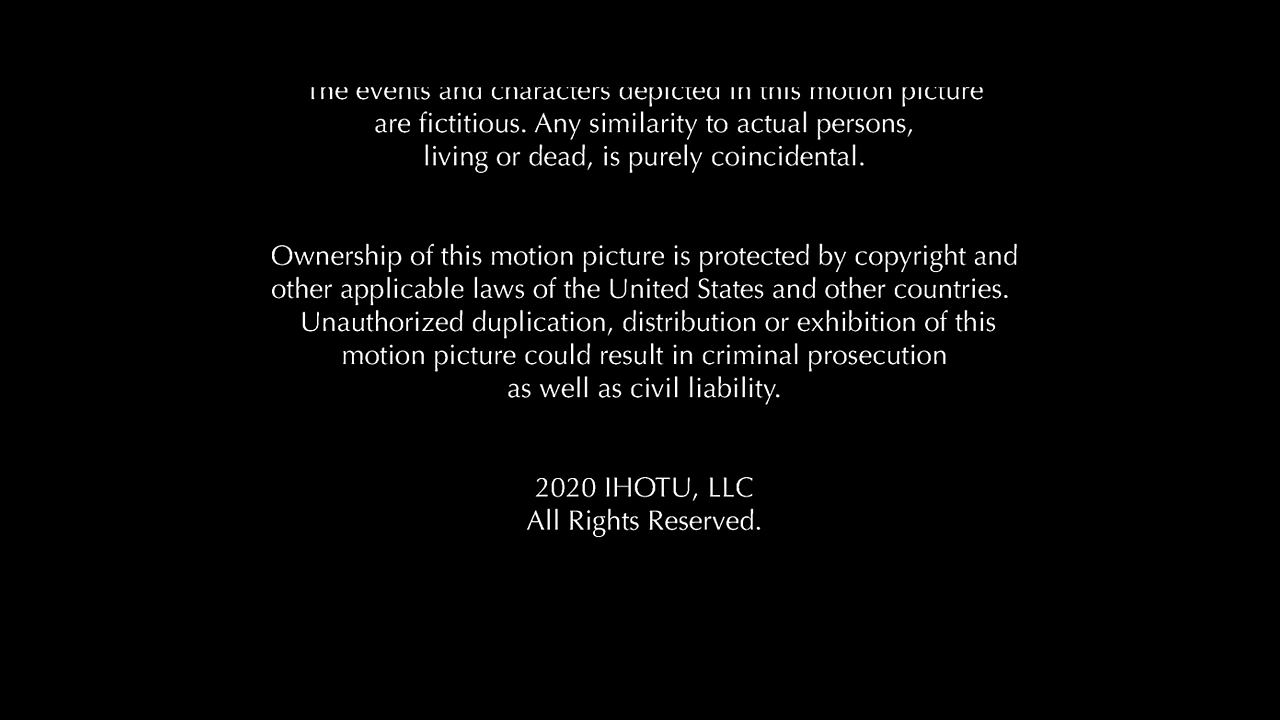 The events and characters depicted in this motion picture
are fictitious. Any similarity to actual persons,
living or dead, is purely coincidental.
Ownership of this motion picture is protected by copyright and
other applicable laws of the United States and other countries.
Unauthorized duplication, distribution or exhibition of this
motion picture could result in criminal prosecution
as well as civil liability.
2020 IHOTU, LLC
All Rights Reserved.